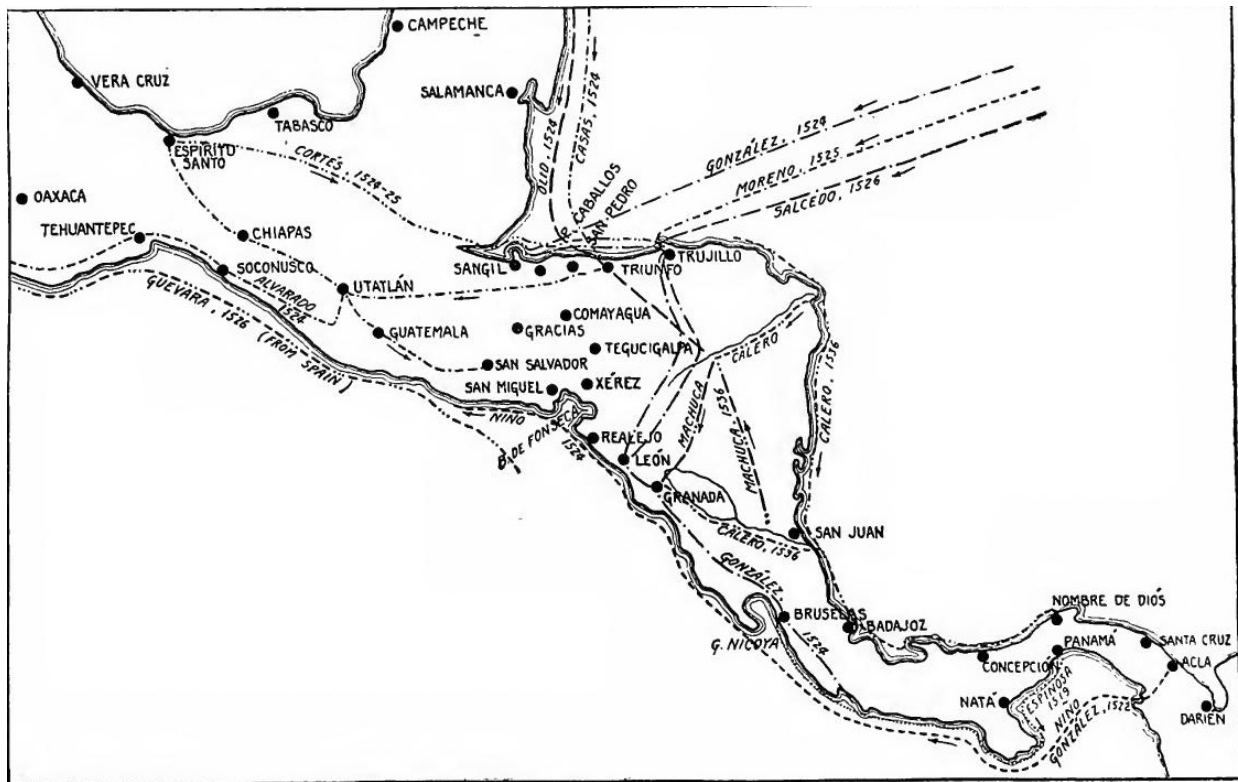 CAMPECHE
VERA CRUZ
SALAMANCA
TABASCO
ESPIRITO
SANTO
CORTÉS, 1524-25
OLID, 1524
CASAS, 1524
GONZÁLEZ, 1524
MORENO, 1525
SALCEDO, 1526
OAXACA
TEHUANTEPEC
CHIAPAS
P. CABALLOS
SAN PEDRO
SOCONUSCO
SANGIL
TRIUNFO
TRUJILLO
ALVARADO
1524
UTATLÁN
GUEVARA, 1526 (FROM SPAIN)
GUATEMALA
GRACIAS
COMAYAGUA
TEGUCIGALPA
CALERO
CALERO, 1536
SAN SALVADOR
SAN MIGUEL
XÉREZ
NIÑO
1524
B. DE FONSECA
REALEJO
LEÓN
MACHUCA
MACHUCA, 1536
GRANADA
CALERO, 1536
SAN JUAN
GONZÁLEZ,
1524
BRUSELAS
BADAJOZ
G. NICOYA
NOMBRE DE DIÓS
PANAMÁ
SANTA CRUZ
CONCEPCIÓN
ACLA
NATÁ
ESPINOSA
1519
NIÑO
GONZÁLEZ, 1522
DARIEN